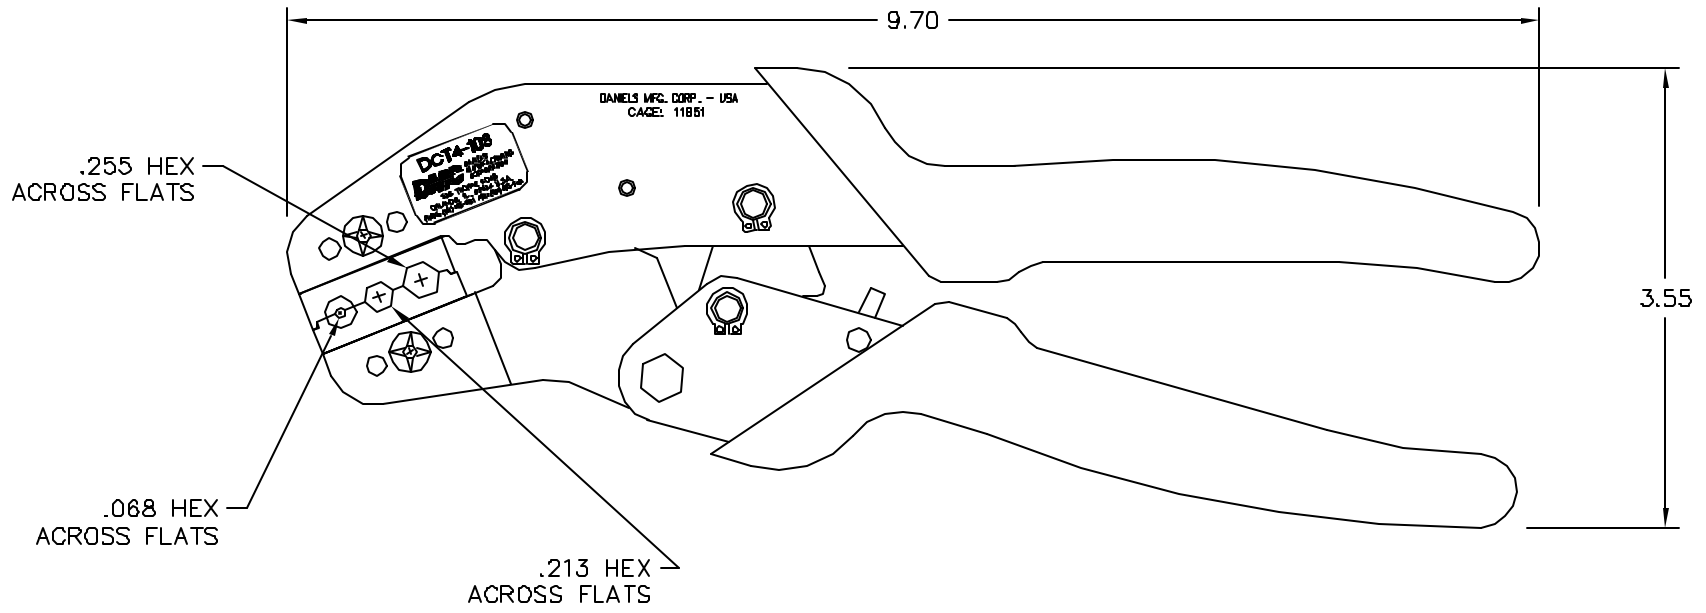 9.70
DANIELS MFG. CORP. - USA
CAGE: 11851
DCT4-108
DMC
.255 HEX
ACROSS FLATS
3.55
.068 HEX
ACROSS FLATS
.213 HEX
ACROSS FLATS